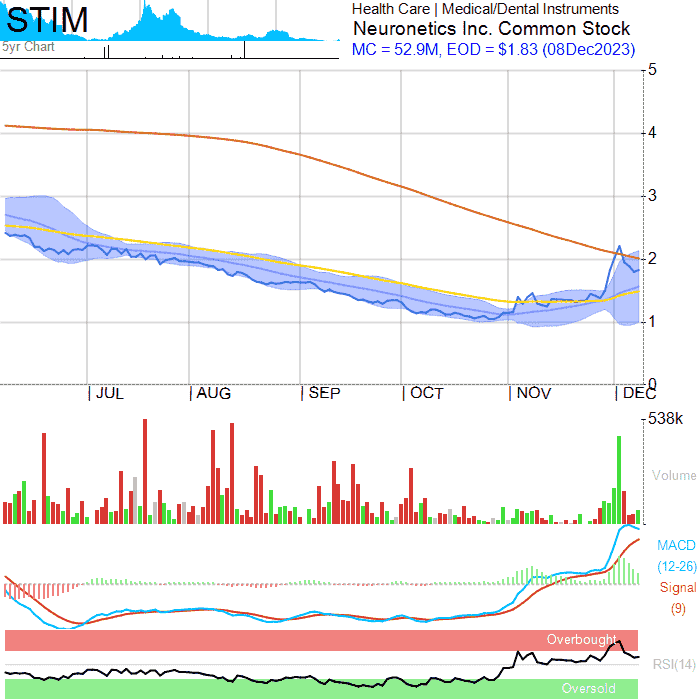 STIM
5yr Chart
Health Care | Medical/Dental Instruments
Neuronetics Inc. Common Stock
MC = 52.9M, EOD = $1.83 (08Dec2023)
5
4
3
2
1
0
JUL AUG SEP OCT NOV DEC
538k
Volume
MACD
(12-26)
Signal
(9)
Overbought
RSI(14)
Oversold